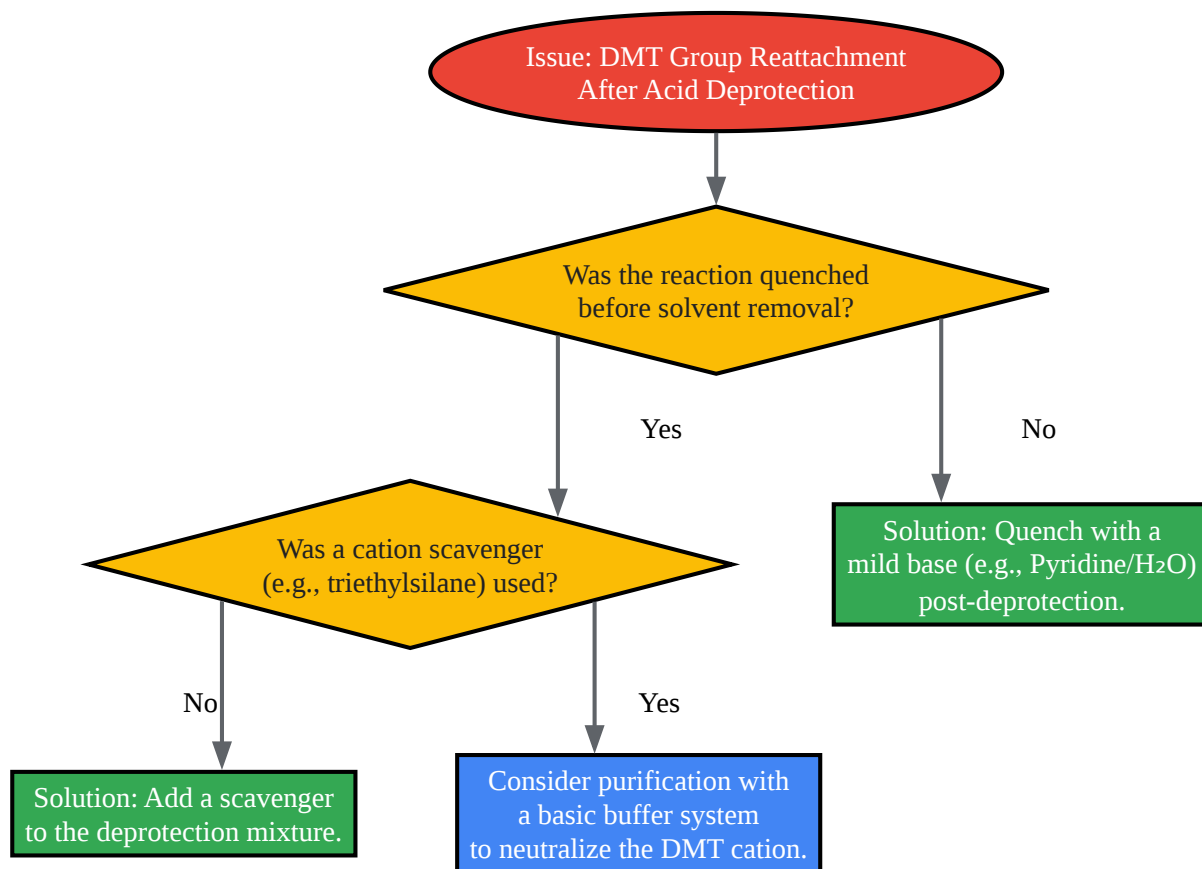 Issue: DMT Group Reattachment
After Acid Deprotection
Was the reaction quenched
before solvent removal?
Yes
No
Was a cation scavenger
(e.g., triethylsilane) used?
Solution: Quench with a
mild base (e.g., Pyridine/H₂O)
post-deprotection.
No
Yes
Solution: Add a scavenger
to the deprotection mixture.
Consider purification with
a basic buffer system
to neutralize the DMT cation.